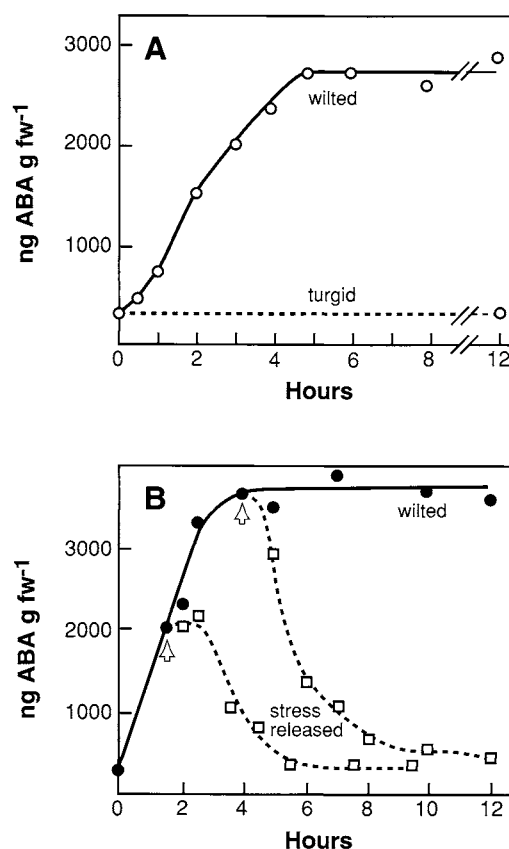 A
3000
2000
1000
ng ABA g fw-1
wilted
turgid
0 2 4 6 8 12
Hours
B
3000
2000
1000
ng ABA g fw-1
wilted
stress
released
0 2 4 6 8 10 12
Hours